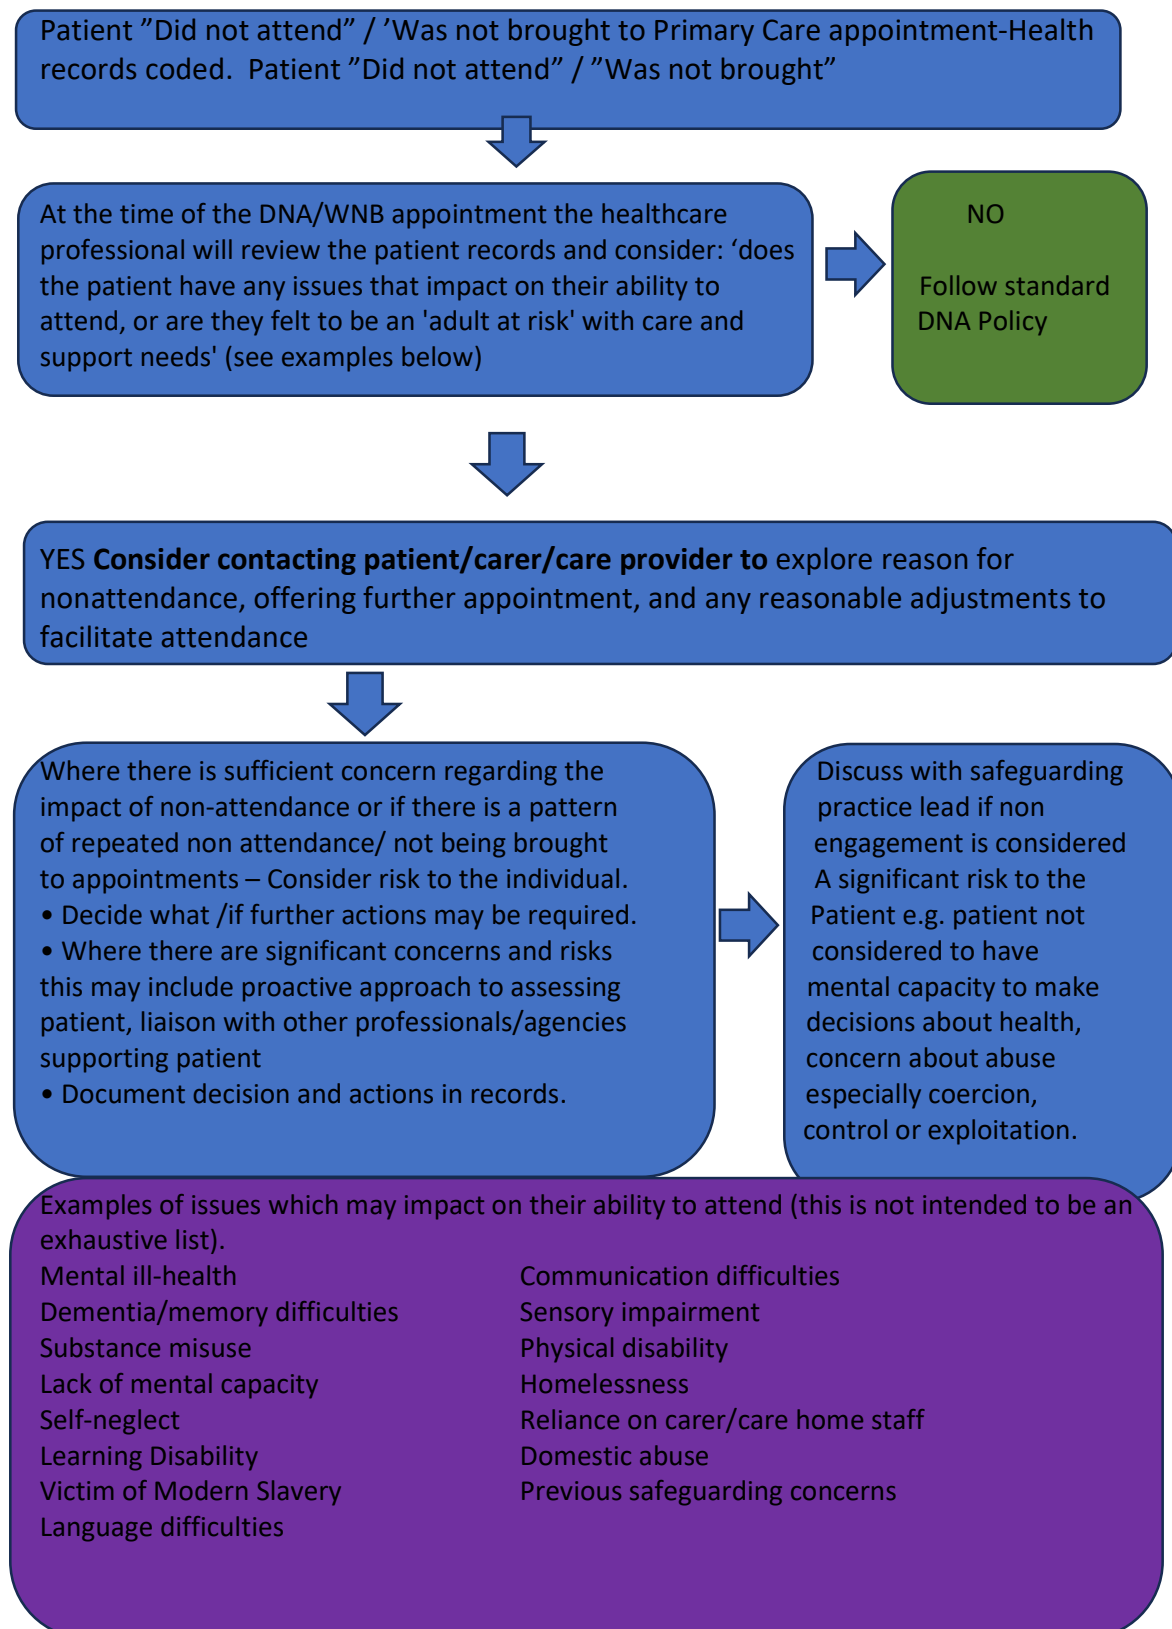 Patient ”Did not attend” / ’Was not brought to Primary Care appointment-Health
records coded.  Patient ”Did not attend” / ”Was not brought”
At the time of the DNA/WNB appointment the healthcare
professional will review the patient records and consider: ‘does
the patient have any issues that impact on their ability to
attend, or are they felt to be an 'adult at risk' with care and
support needs' (see examples below)
NO
Follow standard
DNA Policy
YES Consider contacting patient/carer/care provider to explore reason for
nonattendance, offering further appointment, and any reasonable adjustments to
facilitate attendance
Where there is sufficient concern regarding the
impact of non-attendance or if there is a pattern
of repeated non attendance/ not being brought
to appointments – Consider risk to the individual.
• Decide what /if further actions may be required.
• Where there are significant concerns and risks
this may include proactive approach to assessing
patient, liaison with other professionals/agencies
supporting patient
• Document decision and actions in records.
Discuss with safeguarding
practice lead if non
engagement is considered
A significant risk to the
Patient e.g. patient not
considered to have
mental capacity to make
decisions about health,
concern about abuse
especially coercion,
control or exploitation.
Examples of issues which may impact on their ability to attend (this is not intended to be an
exhaustive list).
Mental ill-health
Dementia/memory difficulties
Substance misuse
Lack of mental capacity
Self-neglect
Learning Disability
Victim of Modern Slavery
Language difficulties
Communication difficulties
Sensory impairment
Physical disability
Homelessness
Reliance on carer/care home staff
Domestic abuse
Previous safeguarding concerns